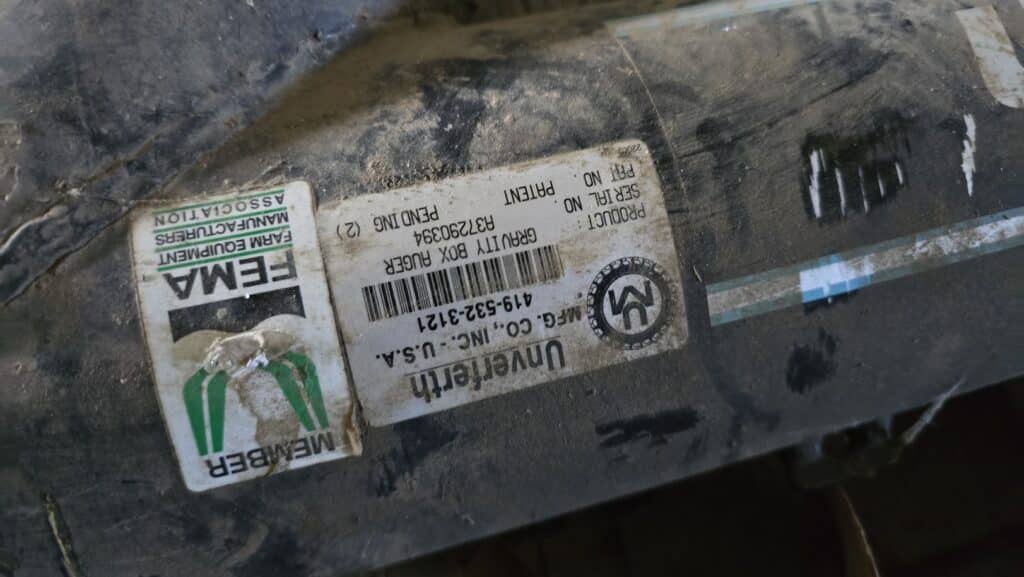 Unverferth
MFG. CO., INC. - U.S.A.
419-532-3121
PRODUCT : GRAVITY BOX AUGER
SERIAL NO : A37290394
PAT NO : PATENT PENDING (2)
MEMBER
FEMA
FARM EQUIPMENT
MANUFACTURERS
ASSOCIATION